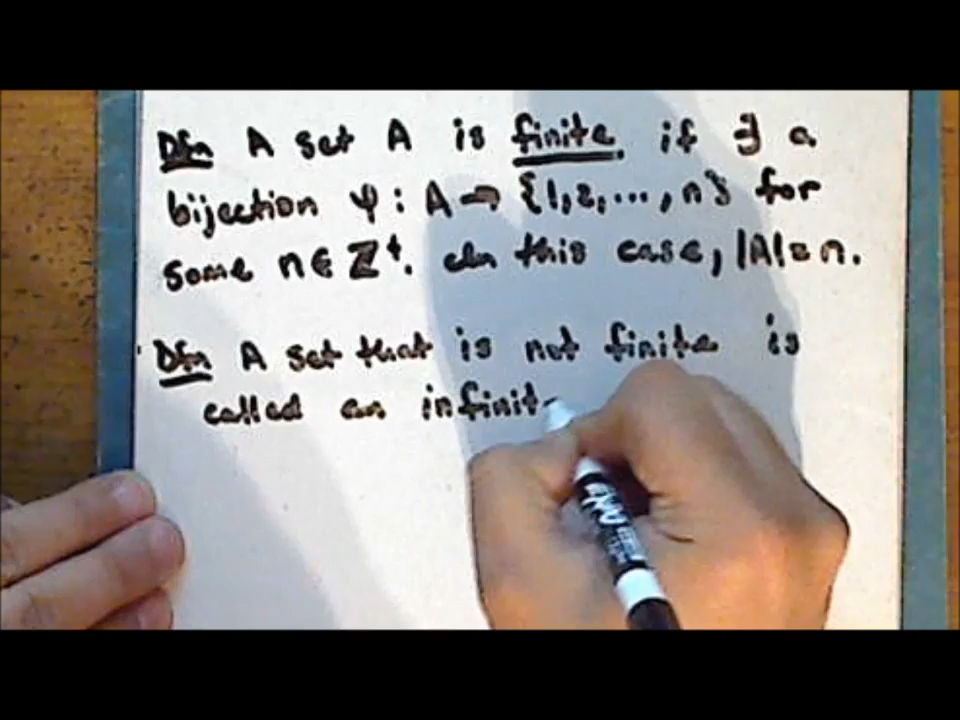 Dfn A set A is finite if ∃ a
bijection φ : A → {1,2,...,n} for
some n ∈ ℤ⁺. In this case, |A| = n.
Dfn A set that is not finite is
called an infinit
EXPO